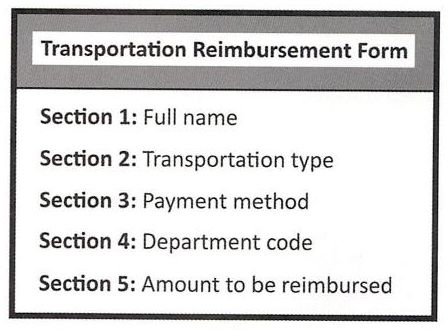 Transportation Reimbursement Form
Section 1: Full name
Section 2: Transportation type
Section 3: Payment method
Section 4: Department code
Section 5: Amount to be reimbursed